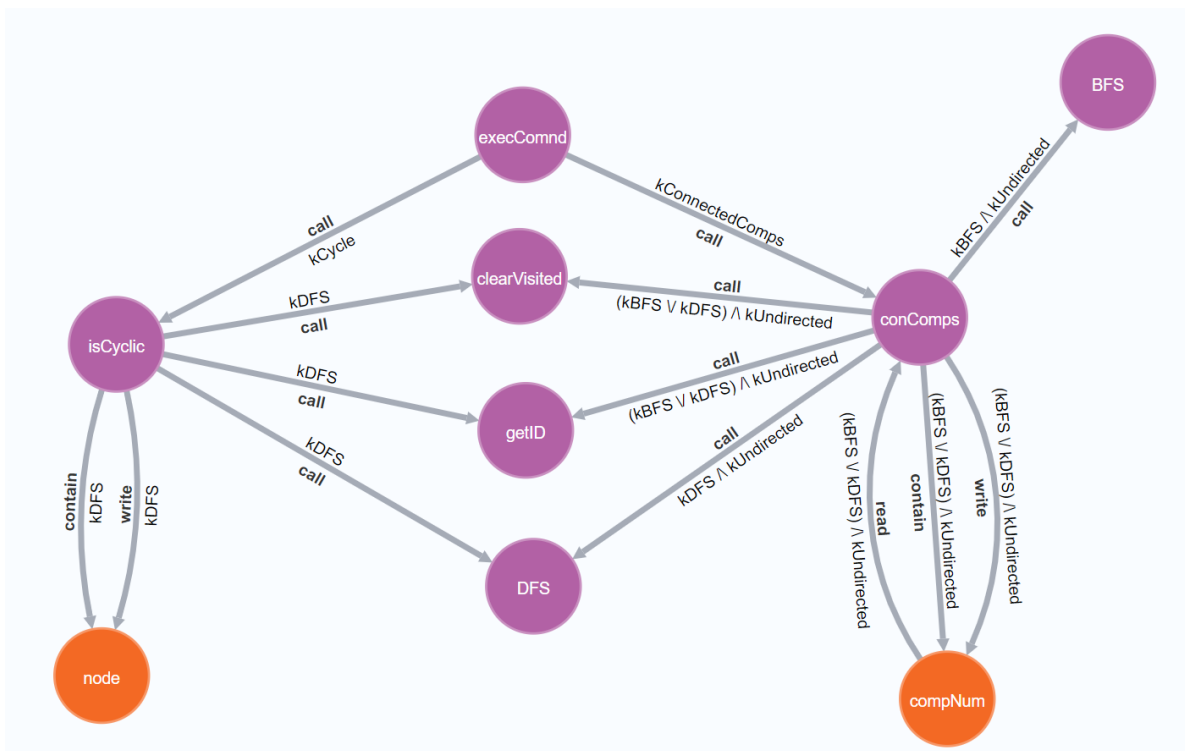 BFS
execComnd
kBFS /\ kUndirected
call
kConnectedComps
call
call
kCycle
clearVisited
call
(kBFS \/ kDFS) /\ kUndirected
kDFS
call
conComps
isCyclic
call
(kBFS \/ kDFS) /\ kUndirected
kDFS
call
getID
call
kDFS /\ kUndirected
kDFS
call
contain
kDFS
write
kDFS
(kBFS \/ kDFS) /\ kUndirected
read
contain
(kBFS \/ kDFS) /\ kUndirected
write
(kBFS \/ kDFS) /\ kUndirected
DFS
node
compNum